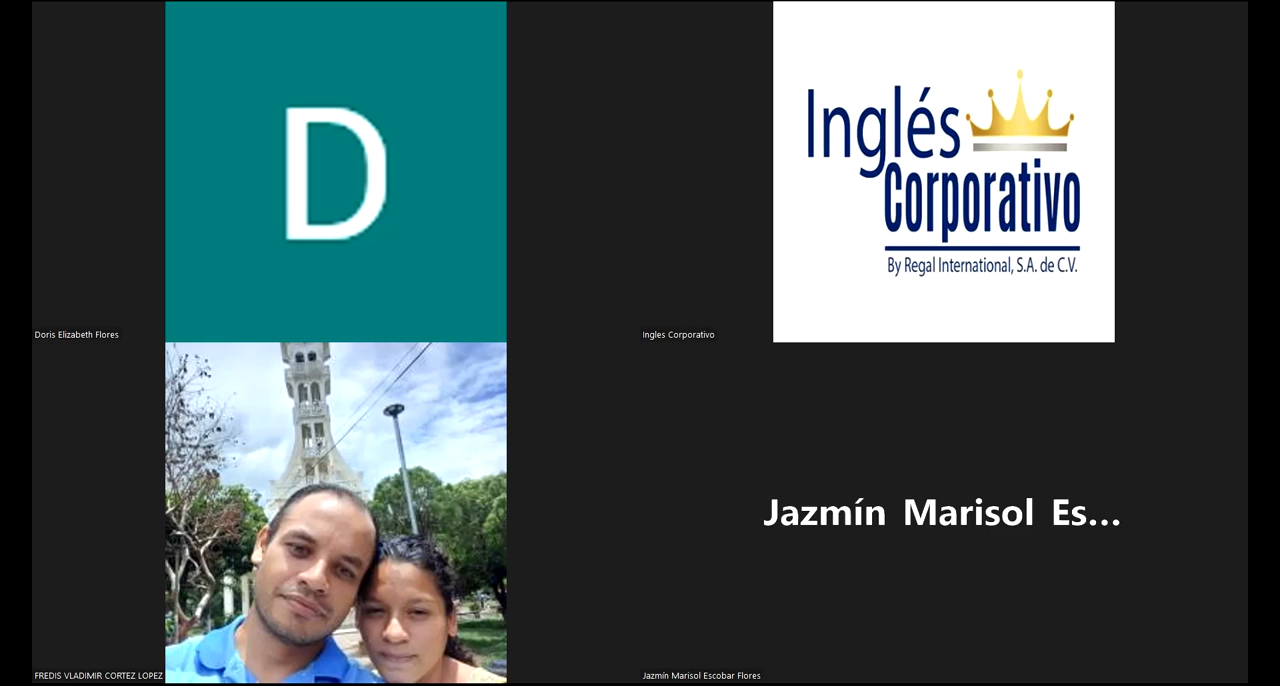 D
Inglés
Corporativo
By Regal International, S.A. de C.V.
Doris Elizabeth Flores
Ingles Corporativo
Jazmín Marisol Es...
FREDIS VLADIMIR CORTEZ LOPEZ
Jazmín Marisol Escobar Flores